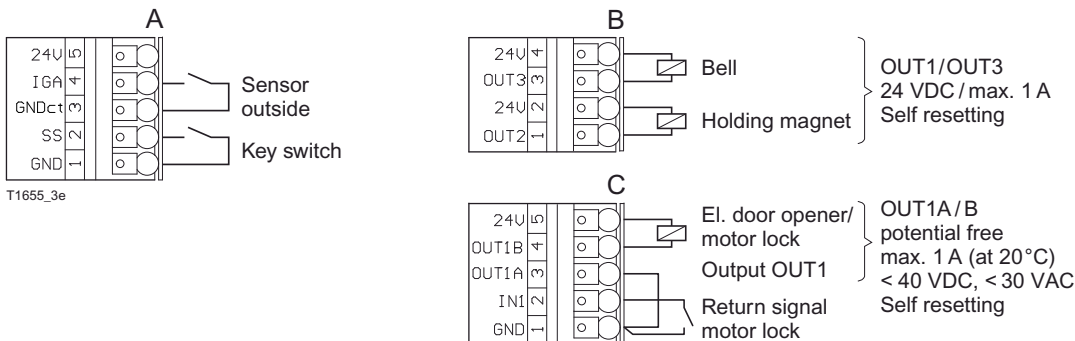 A
24V 5
IGA 4
GNDct 3
SS 2
GND 1
Sensor
outside
Key switch
T1655_3e
B
24V 4
OUT3 3
24V 2
OUT2 1
Bell
Holding magnet
OUT1/OUT3
24 VDC / max. 1 A
Self resetting
C
24V 5
OUT1B 4
OUT1A 3
IN1 2
GND 1
El. door opener/
motor lock
Output OUT1
Return signal
motor lock
OUT1A / B
potential free
max. 1 A (at 20°C)
< 40 VDC, < 30 VAC
Self resetting